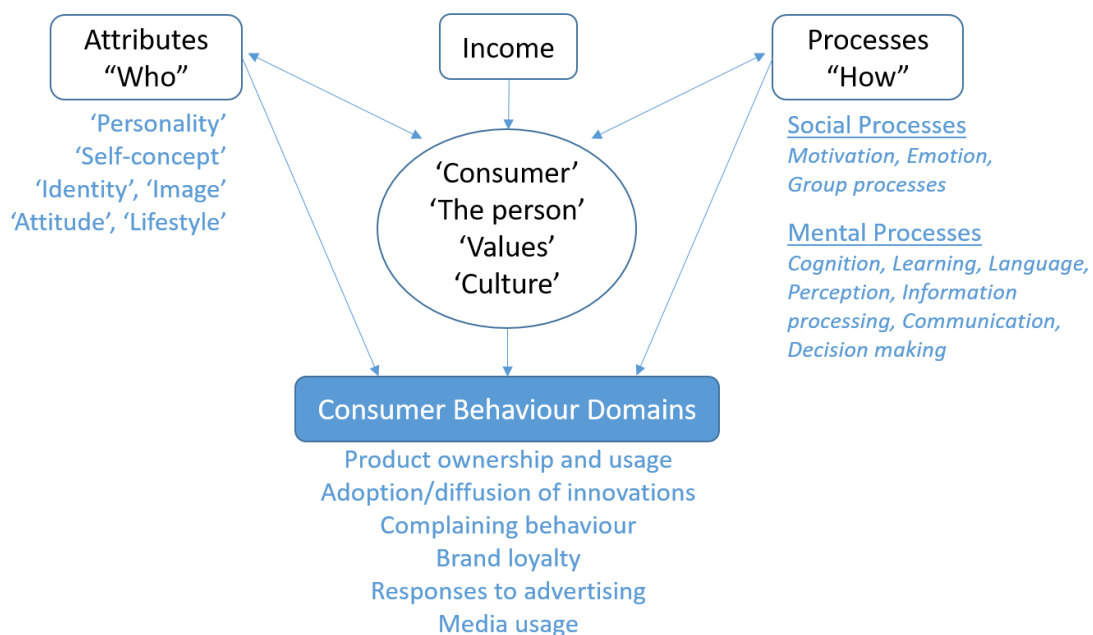 Attributes
“Who”
‘Personality’
‘Self-concept’
‘Identity’, ‘Image’
‘Attitude’, ‘Lifestyle’
Income
‘Consumer’
‘The person’
‘Values’
‘Culture’
Processes
“How”
Social Processes
Motivation, Emotion,
Group processes
Mental Processes
Cognition, Learning, Language,
Perception, Information
processing, Communication,
Decision making
Consumer Behaviour Domains
Product ownership and usage
Adoption/diffusion of innovations
Complaining behaviour
Brand loyalty
Responses to advertising
Media usage